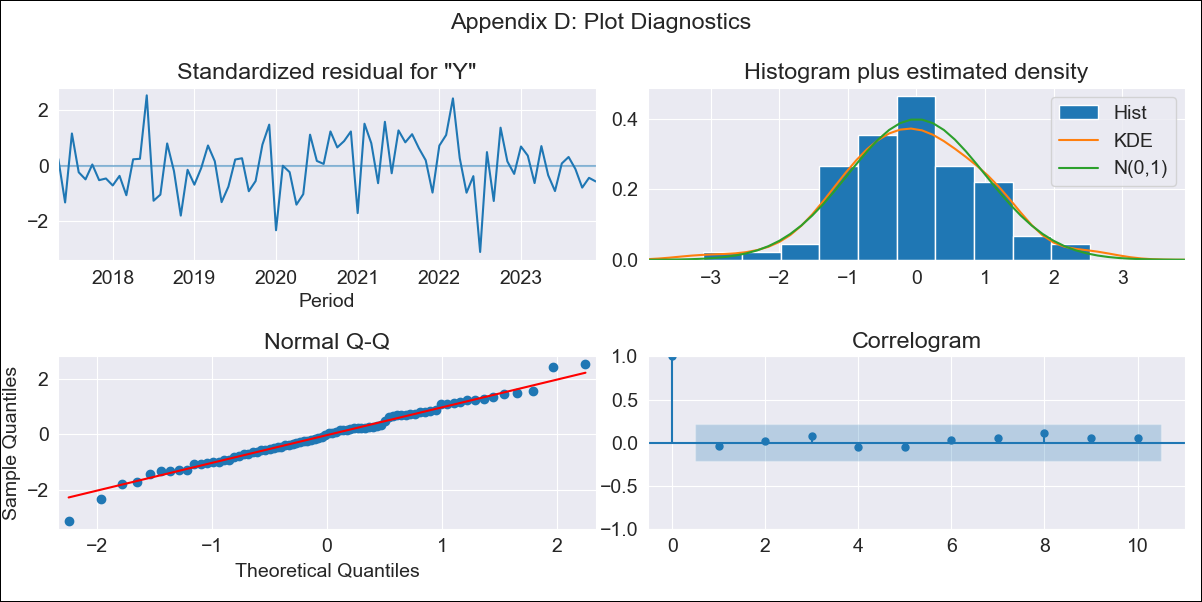 Appendix D: Plot Diagnostics
Standardized residual for "Y"
2
0
−2
2018 2019 2020 2021 2022 2023
Period
Histogram plus estimated density
0.4
0.2
0.0
−3 −2 −1 0 1 2 3
Hist
KDE
N(0,1)
Normal Q-Q
Sample Quantiles
2
0
−2
−2 −1 0 1 2
Theoretical Quantiles
Correlogram
1.0
0.5
0.0
−0.5
−1.0
0 2 4 6 8 10